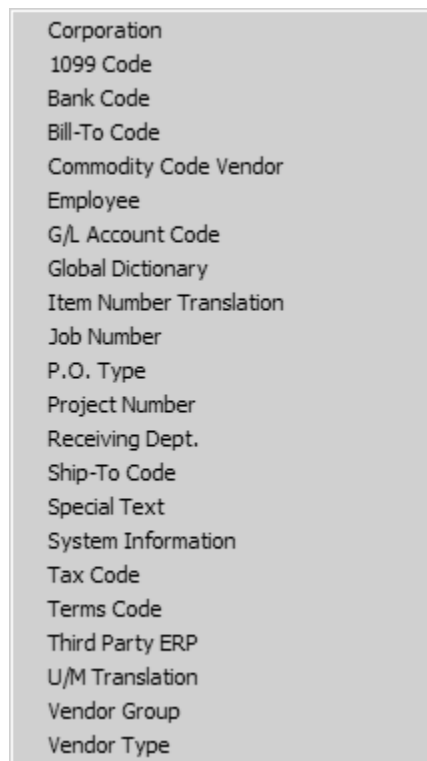 Corporation
1099 Code
Bank Code
Bill-To Code
Commodity Code Vendor
Employee
G/L Account Code
Global Dictionary
Item Number Translation
Job Number
P.O. Type
Project Number
Receiving Dept.
Ship-To Code
Special Text
System Information
Tax Code
Terms Code
Third Party ERP
U/M Translation
Vendor Group
Vendor Type